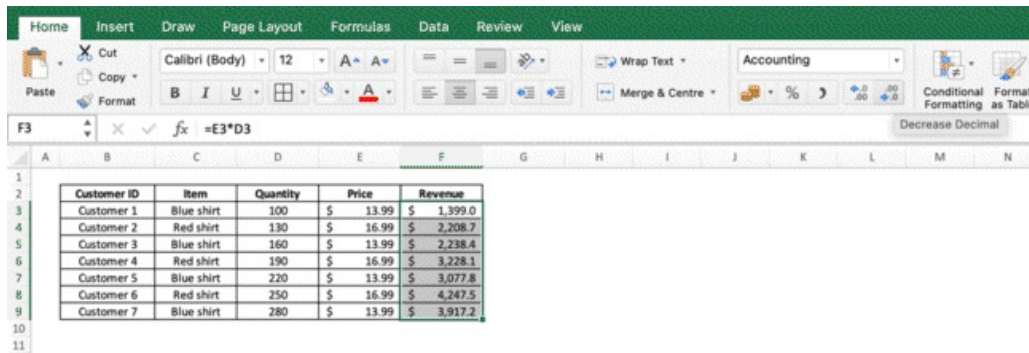 Home Insert Draw Page Layout Formulas Data Review View
Cut
Copy
Format
Paste
Calibri (Body) 12 A A
B I U A
Wrap Text
Merge & Centre
Accounting
%
Conditional Formatting
Format as Tabl
Decrease Decimal
F3 fx =E3*D3
A B C D E F G H I J K L M N
1
2 Customer ID Item Quantity Price Revenue
3 Customer 1 Blue shirt 100 $ 13.99 $ 1,399.0
4 Customer 2 Red shirt 130 $ 16.99 $ 2,208.7
5 Customer 3 Blue shirt 160 $ 13.99 $ 2,238.4
6 Customer 4 Red shirt 190 $ 16.99 $ 3,228.1
7 Customer 5 Blue shirt 220 $ 13.99 $ 3,077.8
8 Customer 6 Red shirt 250 $ 16.99 $ 4,247.5
9 Customer 7 Blue shirt 280 $ 13.99 $ 3,917.2
10
11